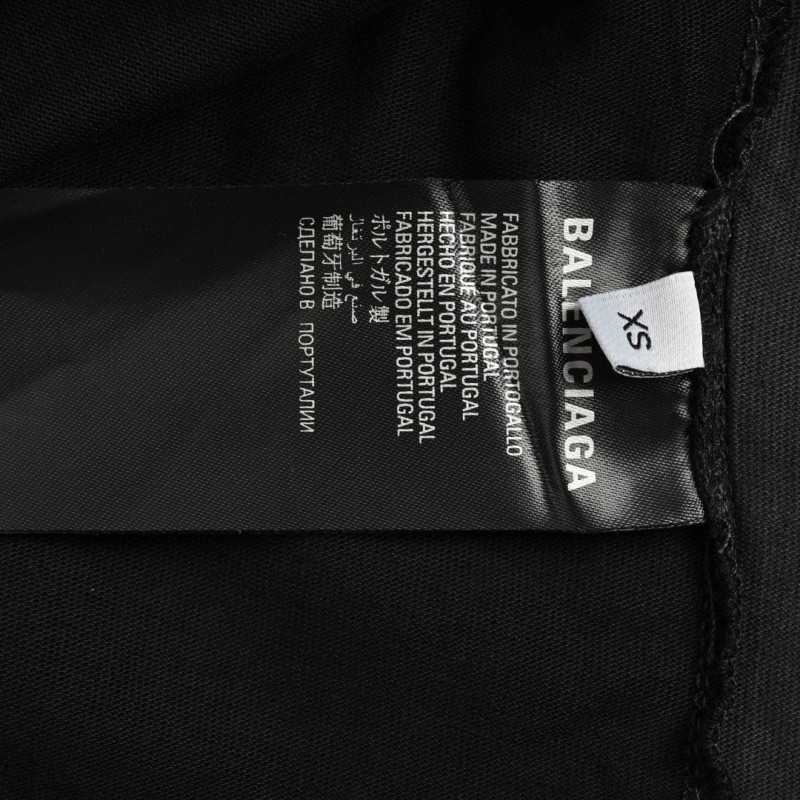 BALENCIAGA
XS
FABBRICATO IN PORTOGALLO
MADE IN PORTUGAL
FABRIQUÉ AU PORTUGAL
HECHO EN PORTUGAL
HERGESTELLT IN PORTUGAL
FABRICADO EM PORTUGAL
ポルトガル製
صنع في البرتغال
葡萄牙制造
СДЕЛАНО В ПОРТУГАЛИИ